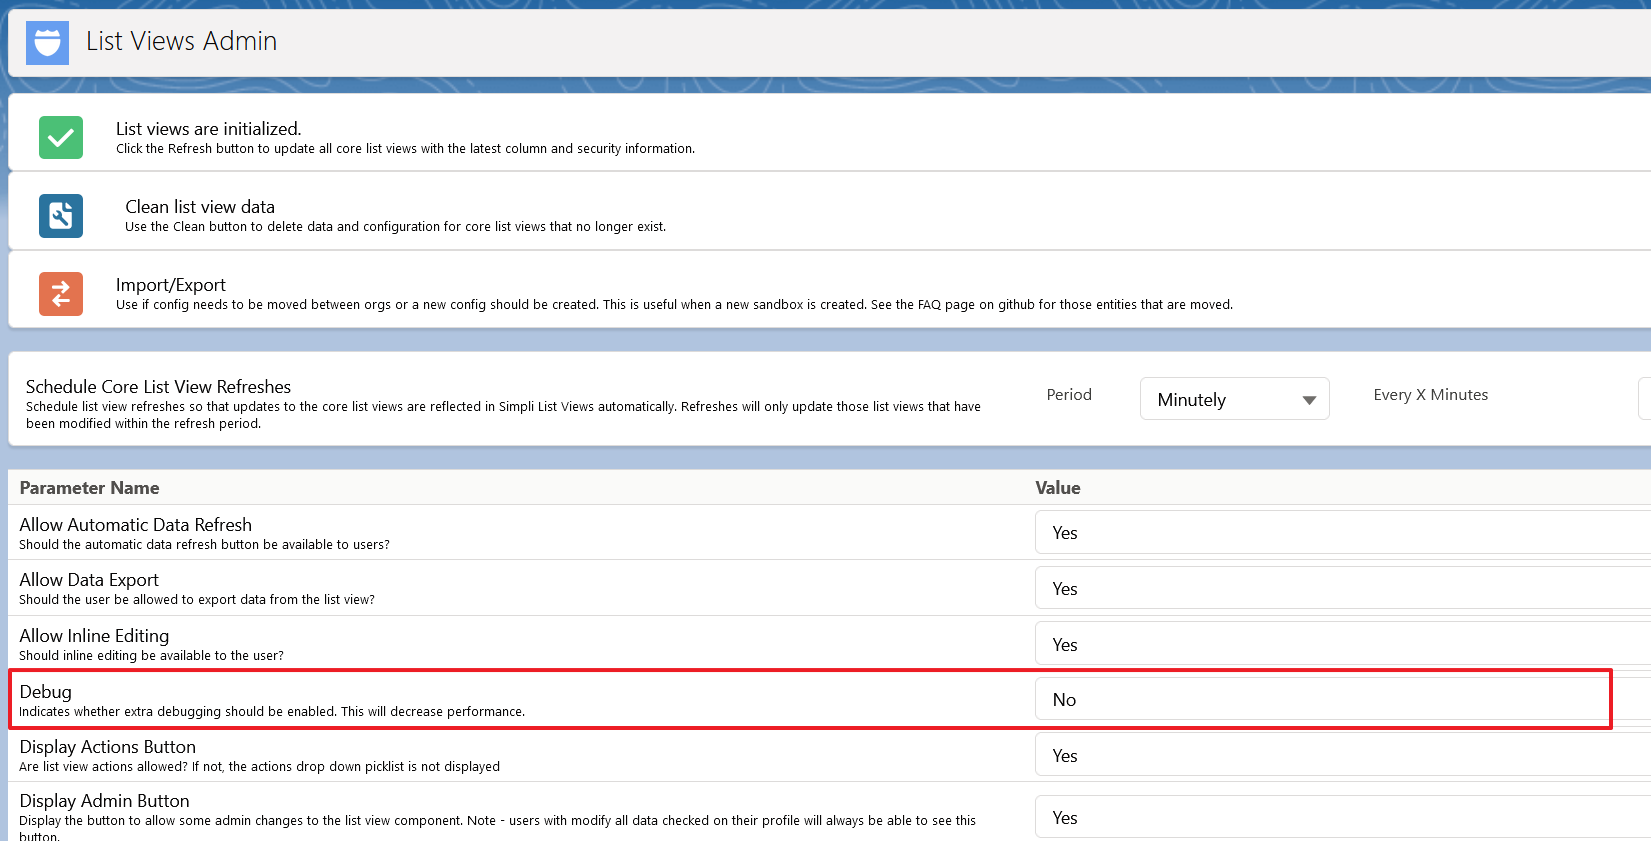 List Views Admin
List views are initialized.
Click the Refresh button to update all core list views with the latest column and security information.
Clean list view data
Use the Clean button to delete data and configuration for core list views that no longer exist.
Import/Export
Use if config needs to be moved between orgs or a new config should be created. This is useful when a new sandbox is created. See the FAQ page on github for those entities that are moved.
Schedule Core List View Refreshes
Schedule list view refreshes so that updates to the core list views are reflected in Simpli List Views automatically. Refreshes will only update those list views that have
been modified within the refresh period.
Period
Minutely
Every X Minutes
Parameter Name
Value
Allow Automatic Data Refresh
Should the automatic data refresh button be available to users?
Yes
Allow Data Export
Should the user be allowed to export data from the list view?
Yes
Allow Inline Editing
Should inline editing be available to the user?
Yes
Debug
Indicates whether extra debugging should be enabled. This will decrease performance.
No
Display Actions Button
Are list view actions allowed? If not, the actions drop down picklist is not displayed
Yes
Display Admin Button
Display the button to allow some admin changes to the list view component. Note - users with modify all data checked on their profile will always be able to see this
button.
Yes